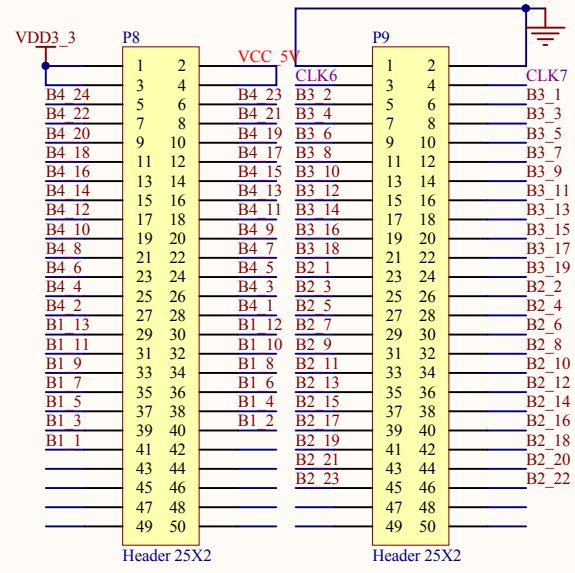 VDD3_3 P8 P9
VCC_5V
1 2 1 2
CLK6 CLK7
3 4 3 4
B4_24 B4_23 B3_2 B3_1
5 6 5 6
B4_22 B4_21 B3_4 B3_3
7 8 7 8
B4_20 B4_19 B3_6 B3_5
9 10 9 10
B4_18 B4_17 B3_8 B3_7
11 12 11 12
B4_16 B4_15 B3_10 B3_9
13 14 13 14
B4_14 B4_13 B3_12 B3_11
15 16 15 16
B4_12 B4_11 B3_14 B3_13
17 18 17 18
B4_10 B4_9 B3_16 B3_15
19 20 19 20
B4_8 B4_7 B3_18 B3_17
21 22 21 22
B4_6 B4_5 B2_1 B3_19
23 24 23 24
B4_4 B4_3 B2_3 B2_2
25 26 25 26
B4_2 B4_1 B2_5 B2_4
27 28 27 28
B1_13 B1_12 B2_7 B2_6
29 30 29 30
B1_11 B1_10 B2_9 B2_8
31 32 31 32
B1_9 B1_8 B2_11 B2_10
33 34 33 34
B1_7 B1_6 B2_13 B2_12
35 36 35 36
B1_5 B1_4 B2_15 B2_14
37 38 37 38
B1_3 B1_2 B2_17 B2_16
39 40 39 40
B1_1 B2_19 B2_18
41 42 41 42
B2_21 B2_20
43 44 43 44
B2_23 B2_22
45 46 45 46
47 48 47 48
49 50 49 50
Header 25X2 Header 25X2